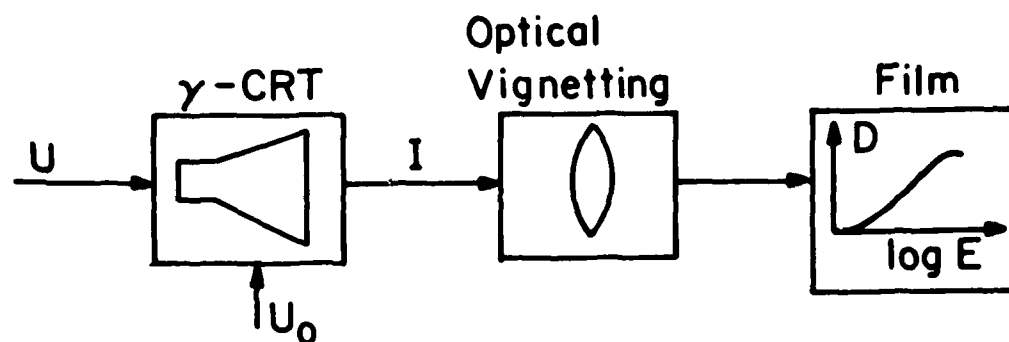 Optical
Vignetting
γ-CRT
Film
U
I
D
log E
U₀